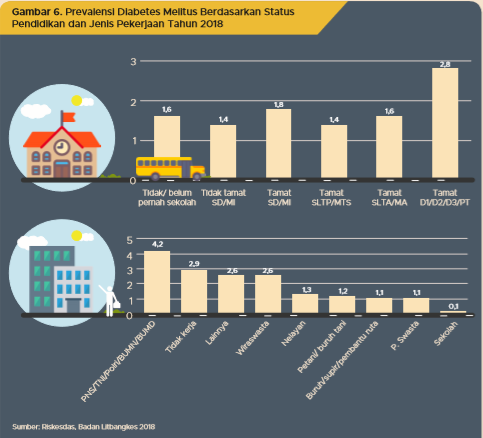 Gambar 6. Prevalensi Diabetes Melitus Berdasarkan Status
Pendidikan dan Jenis Pekerjaan Tahun 2018
3
2
1
0
1,6
1,4
1,8
1,4
1,6
2,8
Tidak/ belum
pernah sekolah
Tidak tamat
SD/MI
Tamat
SD/MI
Tamat
SLTP/MTS
Tamat
SLTA/MA
Tamat
D1/D2/D3/PT
5
4
3
2
1
0
4,2
2,9
2,6
2,6
1,3
1,2
1,1
1,1
0,1
PNS/TNI/Polri/BUMN/BUMD
Tidak kerja
Lainnya
Wiraswasta
Nelayan
Petani/ buruh tani
Buruh/supir/pembantu ruta
P. Swasta
Sekolah
Sumber: Riskesdas, Badan Litbangkes 2018